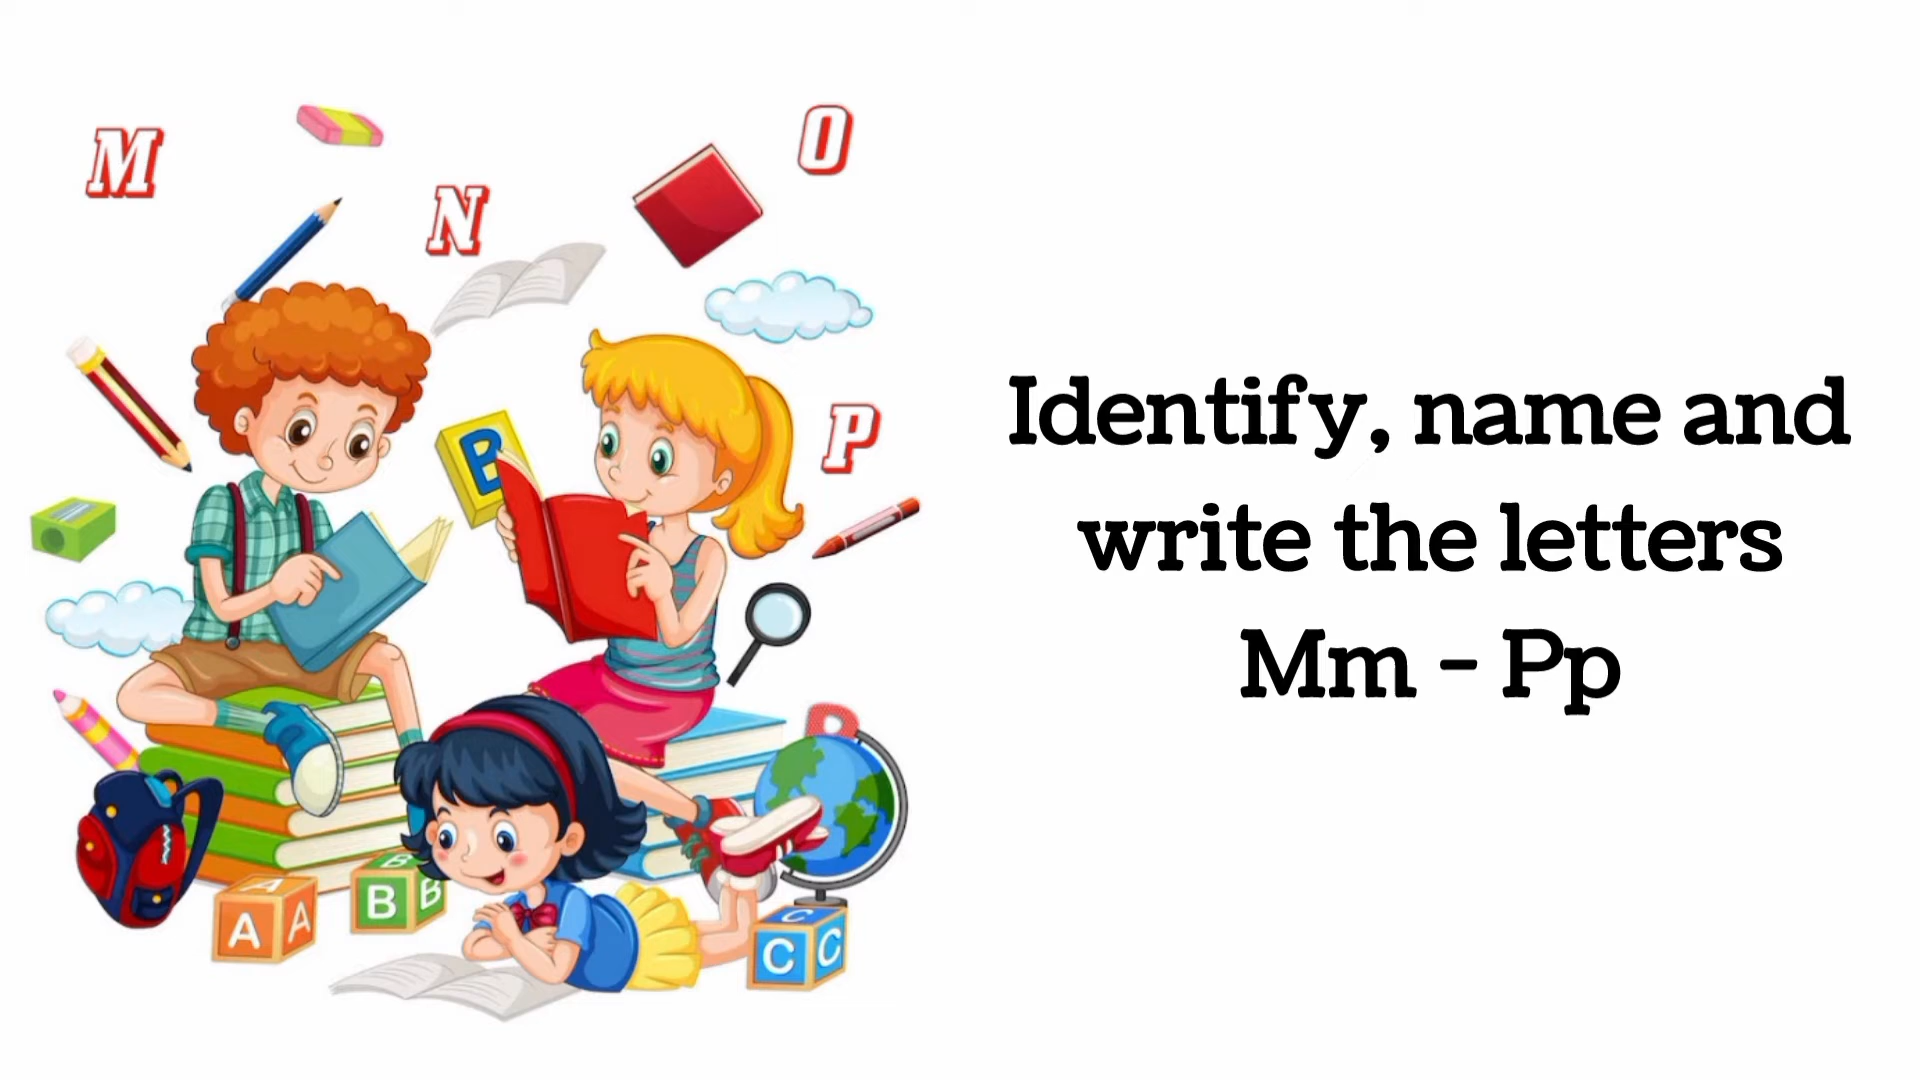 M
N
O
P
B
A A
B B B
C C C
Identify, name and
write the letters
Mm - Pp